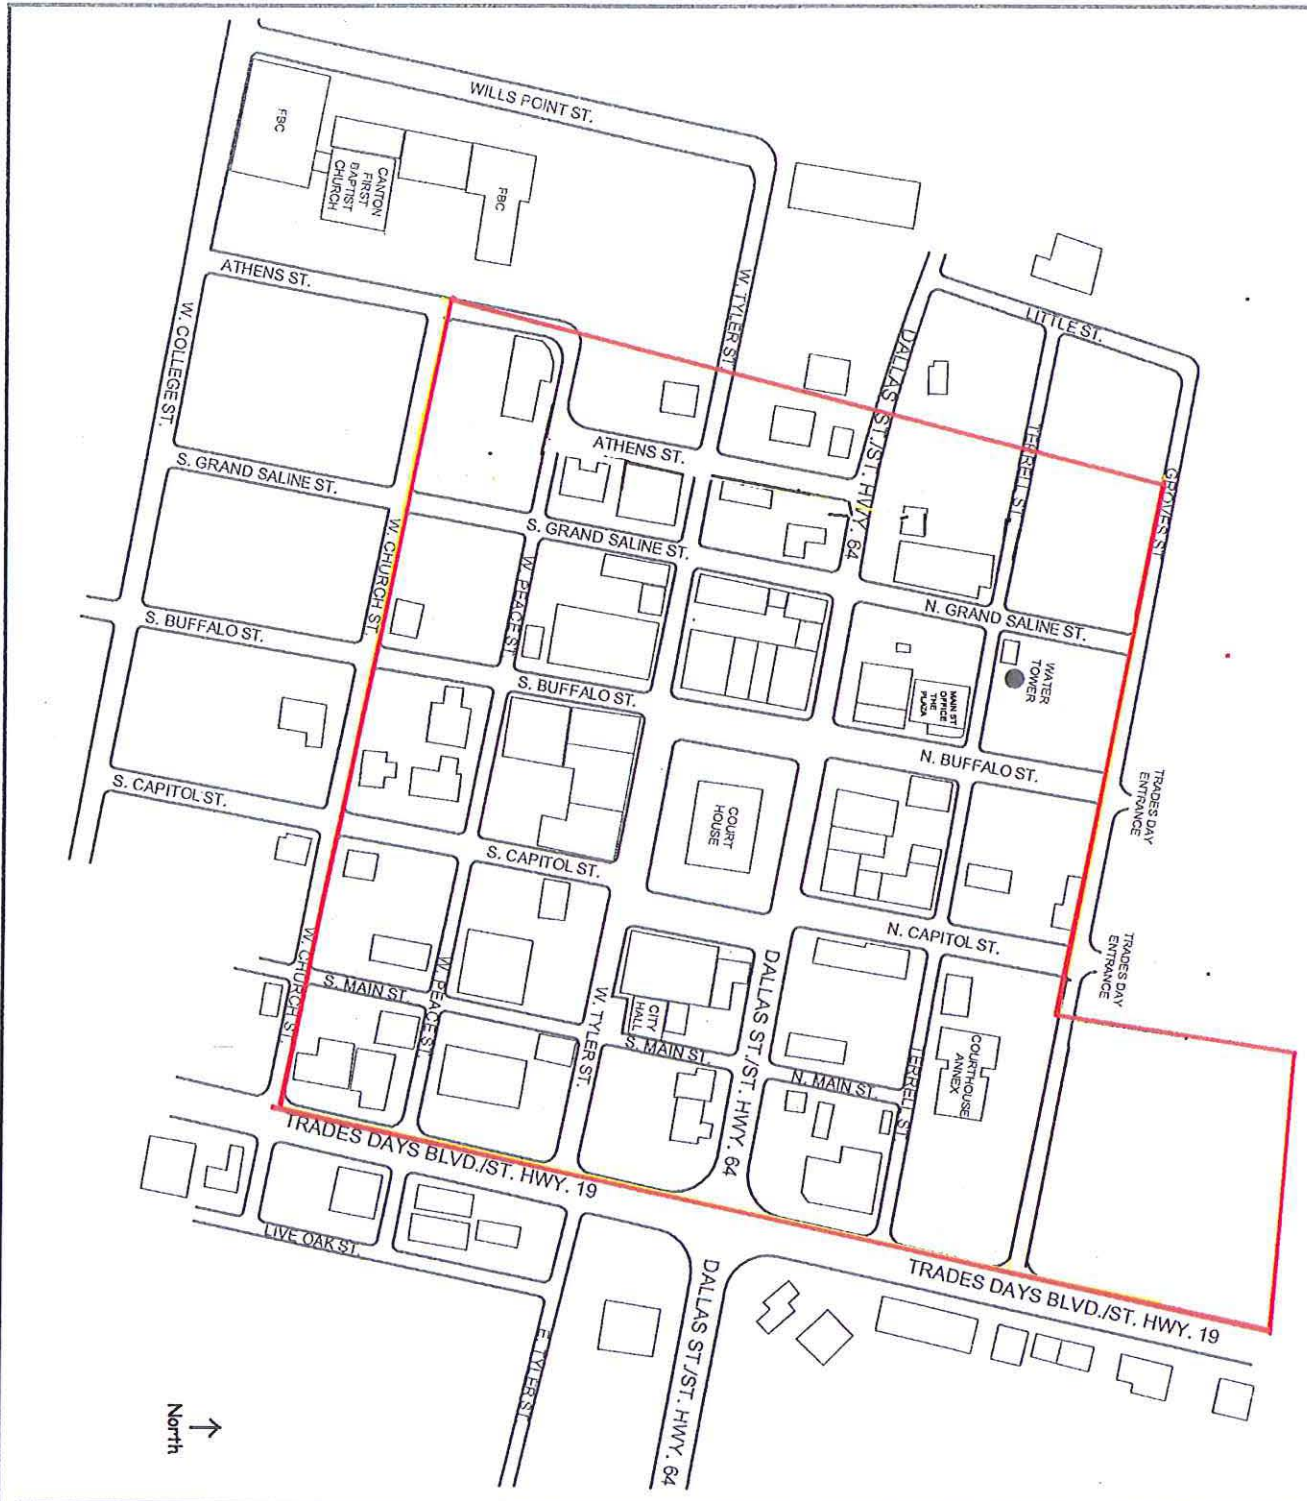 WILLS POINT ST.
FBC
CANTON
FIRST
BAPTIST
CHURCH
FBC
ATHENS ST.
W. COLLEGE ST.
W. TYLER ST.
LITTLE ST.
DALLAS ST./ST. HWY. 64
TERRELL ST.
GROVES ST
ATHENS ST.
S. GRAND SALINE ST.
S. GRAND SALINE ST.
W. CHURCH ST.
W. PEACE ST.
N. GRAND SALINE ST.
S. BUFFALO ST.
S. BUFFALO ST.
WATER
TOWER
MAIN ST
OFFICE
THE
PLAZA
N. BUFFALO ST.
TRADES DAY
ENTRANCE
S. CAPITOL ST.
COURT
HOUSE
S. CAPITOL ST.
N. CAPITOL ST.
TRADES DAY
ENTRANCE
W. CHURCH ST.
S. MAIN ST.
W. PEACE ST.
W. TYLER ST.
CITY
HALL
S. MAIN ST.
DALLAS ST./ST. HWY. 64
N. MAIN ST.
TERRELL ST.
COURTHOUSE
ANNEX
TRADES DAYS BLVD./ST. HWY. 19
LIVE OAK ST.
TRADES DAYS BLVD./ST. HWY. 19
E. TYLER ST.
DALLAS ST./ST. HWY. 64
North